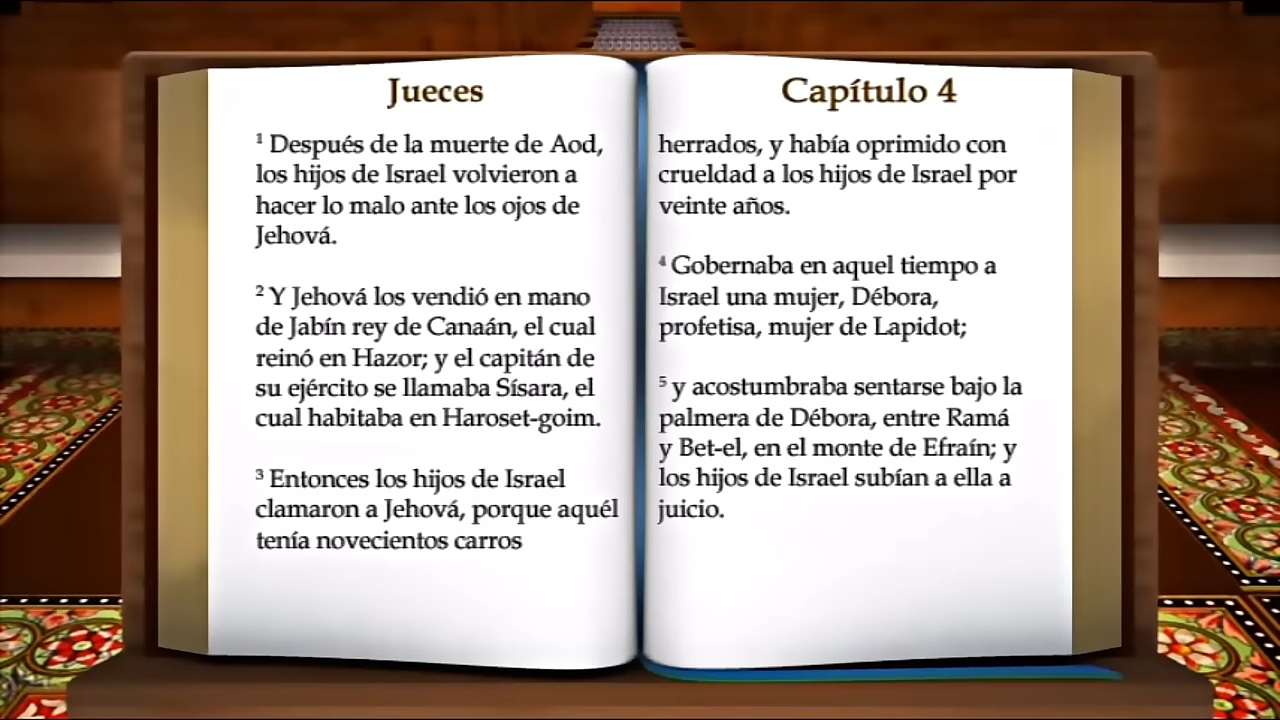 Jueces
1 Después de la muerte de Aod,
los hijos de Israel volvieron a
hacer lo malo ante los ojos de
Jehová.
2 Y Jehová los vendió en mano
de Jabín rey de Canaán, el cual
reinó en Hazor; y el capitán de
su ejército se llamaba Sísara, el
cual habitaba en Haroset-goim.
3 Entonces los hijos de Israel
clamaron a Jehová, porque aquél
tenía novecientos carros
Capítulo 4
herrados, y había oprimido con
crueldad a los hijos de Israel por
veinte años.
4 Gobernaba en aquel tiempo a
Israel una mujer, Débora,
profetisa, mujer de Lapidot;
5 y acostumbraba sentarse bajo la
palmera de Débora, entre Ramá
y Bet-el, en el monte de Efraín; y
los hijos de Israel subían a ella a
juicio.